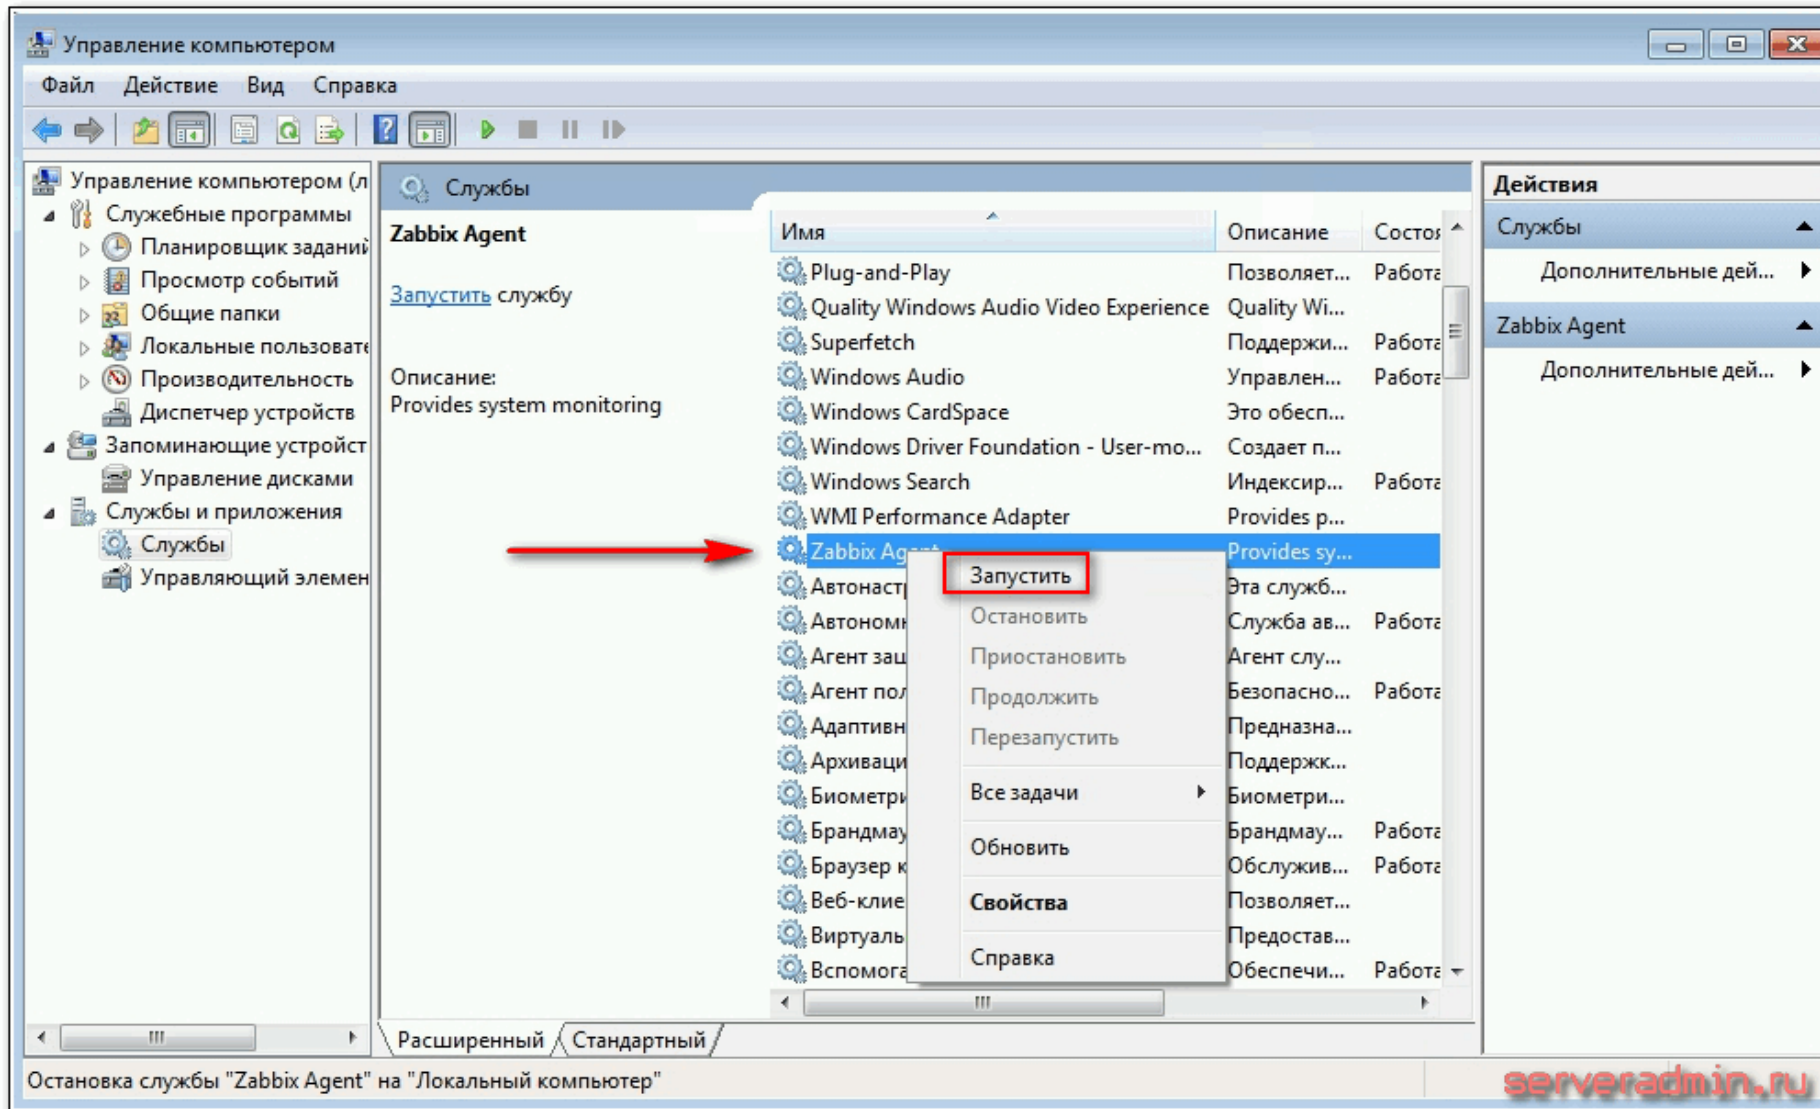 Управление компьютером
Файл Действие Вид Справка
Управление компьютером (л
Служебные программы
Планировщик заданий
Просмотр событий
Общие папки
Локальные пользовате
Производительность
Диспетчер устройств
Запоминающие устройст
Управление дисками
Службы и приложения
Службы
Управляющий элемен
Службы
Zabbix Agent
Запустить службу
Описание:
Provides system monitoring
Имя Описание Состоя
Plug-and-Play Позволяет... Работа
Quality Windows Audio Video Experience Quality Wi...
Superfetch Поддержи... Работа
Windows Audio Управлен... Работа
Windows CardSpace Это обесп...
Windows Driver Foundation - User-mo... Создает п...
Windows Search Индексир... Работа
WMI Performance Adapter Provides p...
Zabbix Agent Provides sy...
Автонаст Эта служб...
Автоном Служба ав... Работа
Агент защ Агент слу...
Агент пол Безопасно... Работа
Адаптивн Предназна...
Архиваци Поддержк...
Биометри Биометри...
Брандмау Брандмау... Работа
Браузер к Обслужив... Работа
Веб-клие Позволяет...
Виртуаль Предостав...
Вспомога Обеспечи... Работа
Запустить
Остановить
Приостановить
Продолжить
Перезапустить
Все задачи
Обновить
Свойства
Справка
Расширенный Стандартный
Действия
Службы
Дополнительные дей...
Zabbix Agent
Дополнительные дей...
Остановка службы "Zabbix Agent" на "Локальный компьютер"
serveradmin.ru